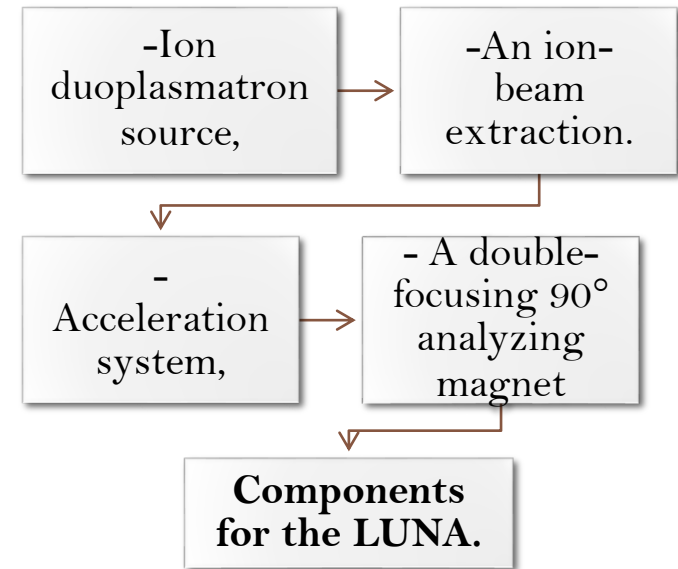 -Ion
duoplasmatron
source,
-An ion-
beam
extraction.
-
Acceleration
system,
- A double-
focusing 90°
analyzing
magnet
Components
for the LUNA.